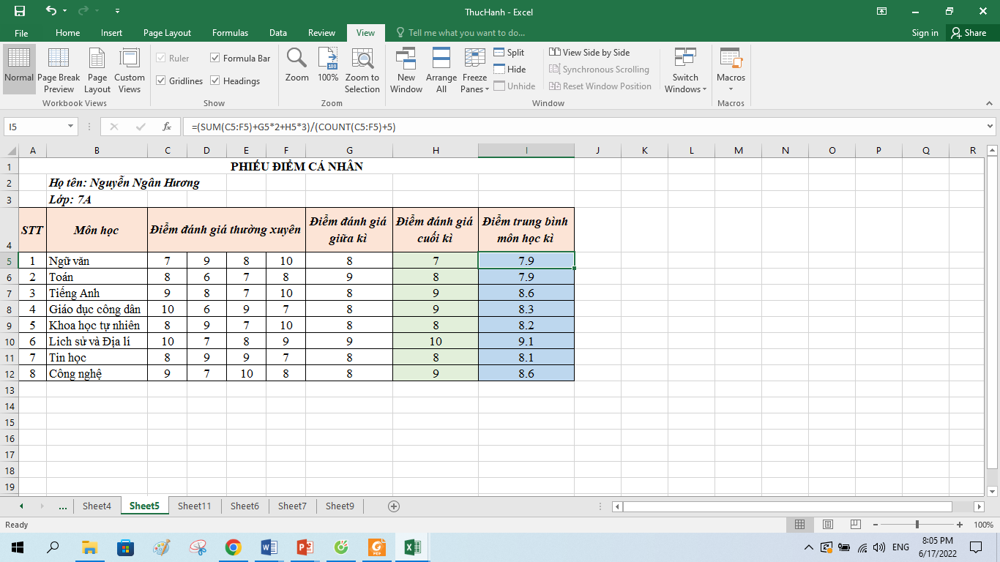 ThucHanh - Excel
File Home Insert Page Layout Formulas Data Review View Tell me what you want to do... Sign in Share
Normal Page Break Preview Page Layout Custom Views
Workbook Views
Ruler Formula Bar
Gridlines Headings
Show
Zoom 100% Zoom to Selection
Zoom
New Window Arrange All Freeze Panes
Split
Hide
Unhide
View Side by Side
Synchronous Scrolling
Reset Window Position
Switch Windows
Window
Macros
Macros
I5 fx =(SUM(C5:F5)+G5*2+H5*3)/(COUNT(C5:F5)+5)
A B C D E F G H I J K L M N O P Q R
1 PHIẾU ĐIỂM CÁ NHÂN
2 Họ tên: Nguyễn Ngân Hương
3 Lớp: 7A
4 STT Môn học Điểm đánh giá thường xuyên Điểm đánh giá giữa kì Điểm đánh giá cuối kì Điểm trung bình môn học kì
5 1 Ngữ văn 7 9 8 10 8 7 7.9
6 2 Toán 8 6 7 8 9 8 7.9
7 3 Tiếng Anh 9 8 7 10 8 9 8.6
8 4 Giáo dục công dân 10 6 9 7 8 9 8.3
9 5 Khoa học tự nhiên 8 9 7 10 8 8 8.2
10 6 Lich sử và Địa lí 10 7 8 9 9 10 9.1
11 7 Tin học 8 9 9 7 8 8 8.1
12 8 Công nghệ 9 7 10 8 8 9 8.6
13
14
15
16
17
18
19
... Sheet4 Sheet5 Sheet11 Sheet6 Sheet7 Sheet9
Ready 100%
ENG 8:05 PM
6/17/2022